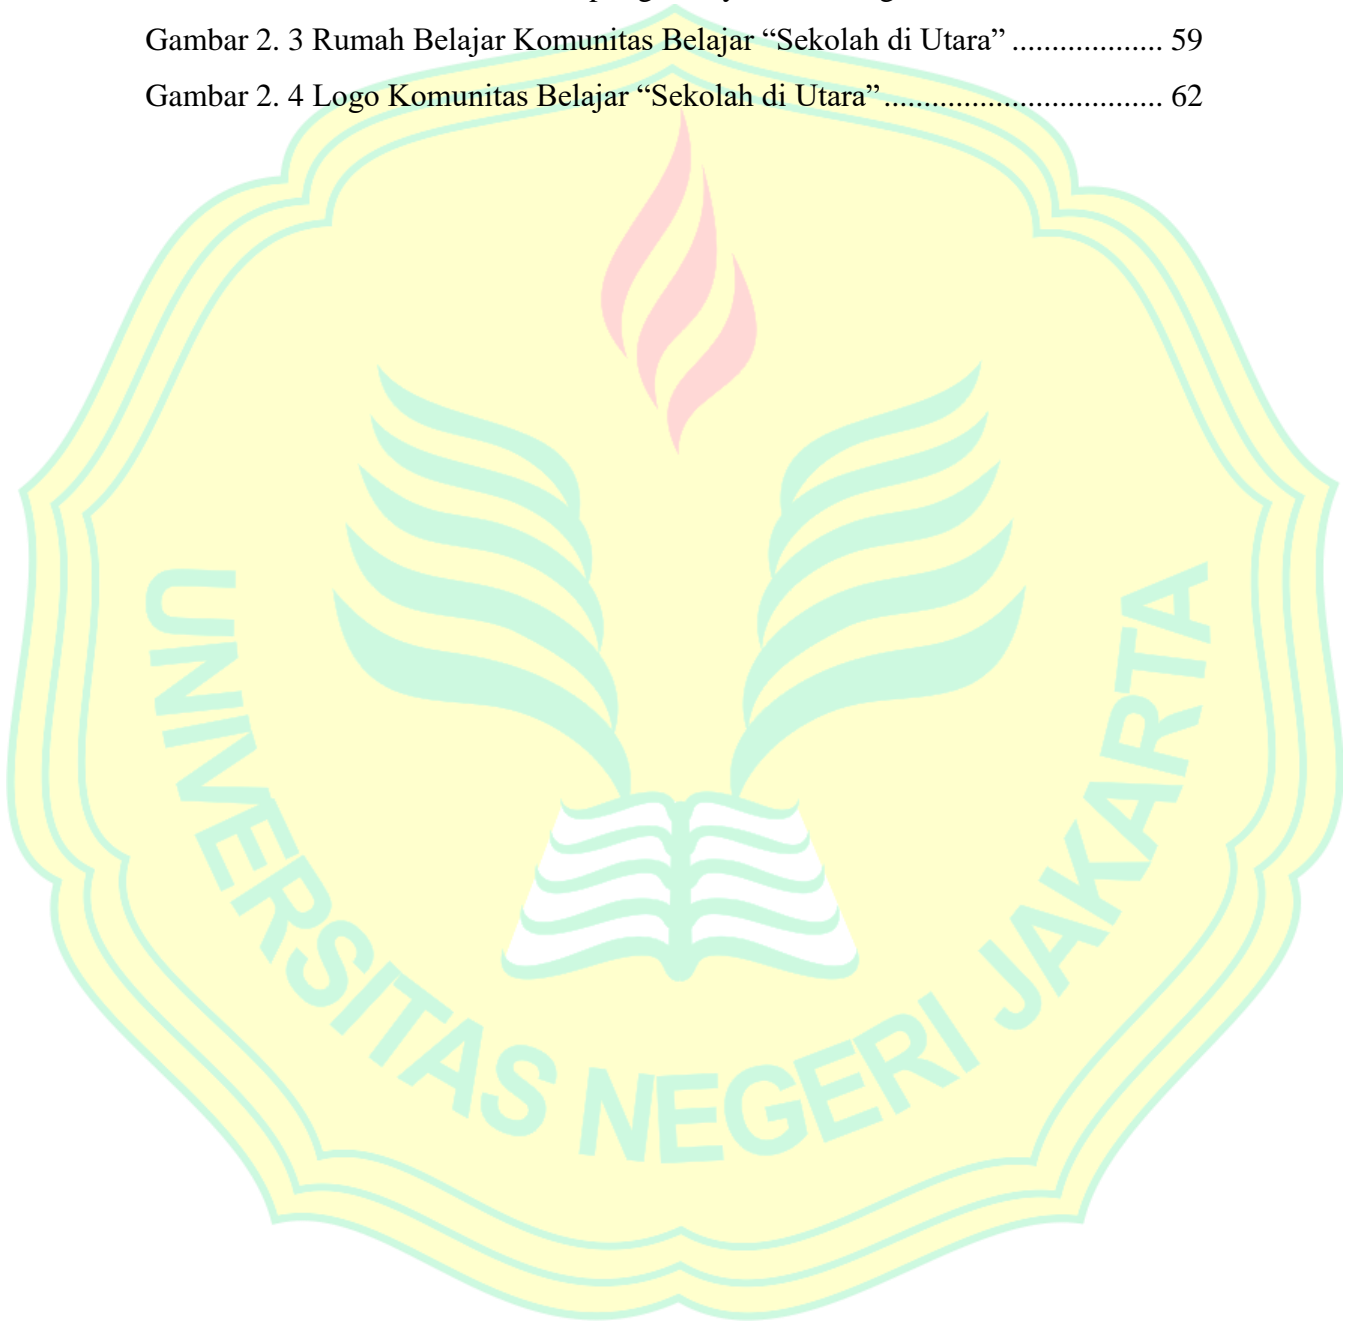 Gambar 2. 3 Rumah Belajar Komunitas Belajar “Sekolah di Utara” ................... 59
Gambar 2. 4 Logo Komunitas Belajar “Sekolah di Utara” ................................... 62
UNIVERSITAS NEGERI JAKARTA